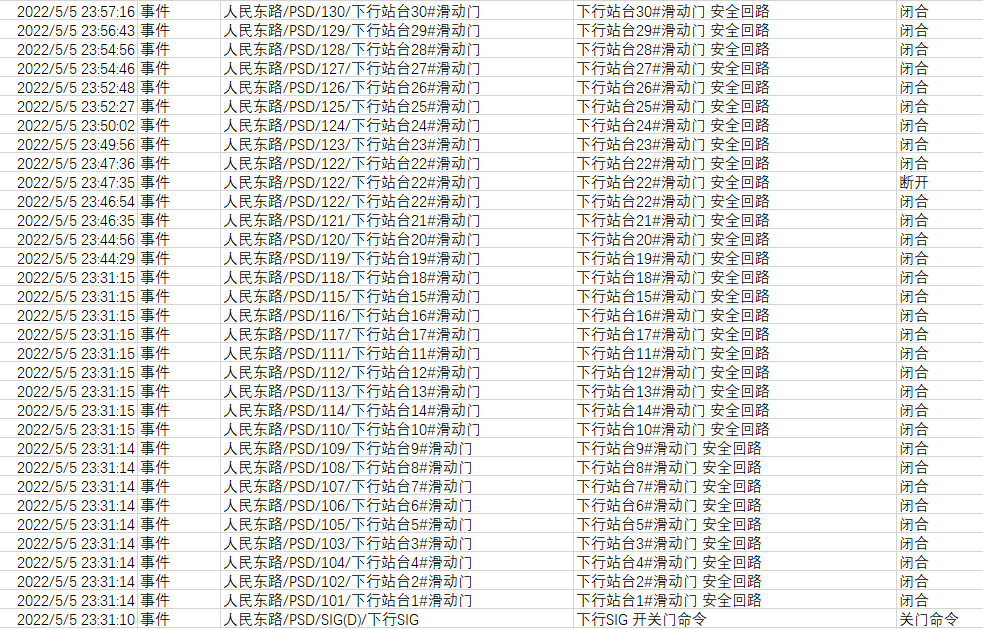 2022/5/5 23:57:16 事件 人民东路/PSD/130/下行站台30#滑动门 下行站台30#滑动门 安全回路 闭合
2022/5/5 23:56:43 事件 人民东路/PSD/129/下行站台29#滑动门 下行站台29#滑动门 安全回路 闭合
2022/5/5 23:54:56 事件 人民东路/PSD/128/下行站台28#滑动门 下行站台28#滑动门 安全回路 闭合
2022/5/5 23:54:46 事件 人民东路/PSD/127/下行站台27#滑动门 下行站台27#滑动门 安全回路 闭合
2022/5/5 23:52:48 事件 人民东路/PSD/126/下行站台26#滑动门 下行站台26#滑动门 安全回路 闭合
2022/5/5 23:52:27 事件 人民东路/PSD/125/下行站台25#滑动门 下行站台25#滑动门 安全回路 闭合
2022/5/5 23:50:02 事件 人民东路/PSD/124/下行站台24#滑动门 下行站台24#滑动门 安全回路 闭合
2022/5/5 23:49:56 事件 人民东路/PSD/123/下行站台23#滑动门 下行站台23#滑动门 安全回路 闭合
2022/5/5 23:47:36 事件 人民东路/PSD/122/下行站台22#滑动门 下行站台22#滑动门 安全回路 闭合
2022/5/5 23:47:35 事件 人民东路/PSD/122/下行站台22#滑动门 下行站台22#滑动门 安全回路 断开
2022/5/5 23:46:54 事件 人民东路/PSD/122/下行站台22#滑动门 下行站台22#滑动门 安全回路 闭合
2022/5/5 23:46:35 事件 人民东路/PSD/121/下行站台21#滑动门 下行站台21#滑动门 安全回路 闭合
2022/5/5 23:44:56 事件 人民东路/PSD/120/下行站台20#滑动门 下行站台20#滑动门 安全回路 闭合
2022/5/5 23:44:29 事件 人民东路/PSD/119/下行站台19#滑动门 下行站台19#滑动门 安全回路 闭合
2022/5/5 23:31:15 事件 人民东路/PSD/118/下行站台18#滑动门 下行站台18#滑动门 安全回路 闭合
2022/5/5 23:31:15 事件 人民东路/PSD/115/下行站台15#滑动门 下行站台15#滑动门 安全回路 闭合
2022/5/5 23:31:15 事件 人民东路/PSD/116/下行站台16#滑动门 下行站台16#滑动门 安全回路 闭合
2022/5/5 23:31:15 事件 人民东路/PSD/117/下行站台17#滑动门 下行站台17#滑动门 安全回路 闭合
2022/5/5 23:31:15 事件 人民东路/PSD/111/下行站台11#滑动门 下行站台11#滑动门 安全回路 闭合
2022/5/5 23:31:15 事件 人民东路/PSD/112/下行站台12#滑动门 下行站台12#滑动门 安全回路 闭合
2022/5/5 23:31:15 事件 人民东路/PSD/113/下行站台13#滑动门 下行站台13#滑动门 安全回路 闭合
2022/5/5 23:31:15 事件 人民东路/PSD/114/下行站台14#滑动门 下行站台14#滑动门 安全回路 闭合
2022/5/5 23:31:15 事件 人民东路/PSD/110/下行站台10#滑动门 下行站台10#滑动门 安全回路 闭合
2022/5/5 23:31:14 事件 人民东路/PSD/109/下行站台9#滑动门 下行站台9#滑动门 安全回路 闭合
2022/5/5 23:31:14 事件 人民东路/PSD/108/下行站台8#滑动门 下行站台8#滑动门 安全回路 闭合
2022/5/5 23:31:14 事件 人民东路/PSD/107/下行站台7#滑动门 下行站台7#滑动门 安全回路 闭合
2022/5/5 23:31:14 事件 人民东路/PSD/106/下行站台6#滑动门 下行站台6#滑动门 安全回路 闭合
2022/5/5 23:31:14 事件 人民东路/PSD/105/下行站台5#滑动门 下行站台5#滑动门 安全回路 闭合
2022/5/5 23:31:14 事件 人民东路/PSD/103/下行站台3#滑动门 下行站台3#滑动门 安全回路 闭合
2022/5/5 23:31:14 事件 人民东路/PSD/104/下行站台4#滑动门 下行站台4#滑动门 安全回路 闭合
2022/5/5 23:31:14 事件 人民东路/PSD/102/下行站台2#滑动门 下行站台2#滑动门 安全回路 闭合
2022/5/5 23:31:14 事件 人民东路/PSD/101/下行站台1#滑动门 下行站台1#滑动门 安全回路 闭合
2022/5/5 23:31:10 事件 人民东路/PSD/SIG(D)/下行SIG 下行SIG 开关门命令 关门命令